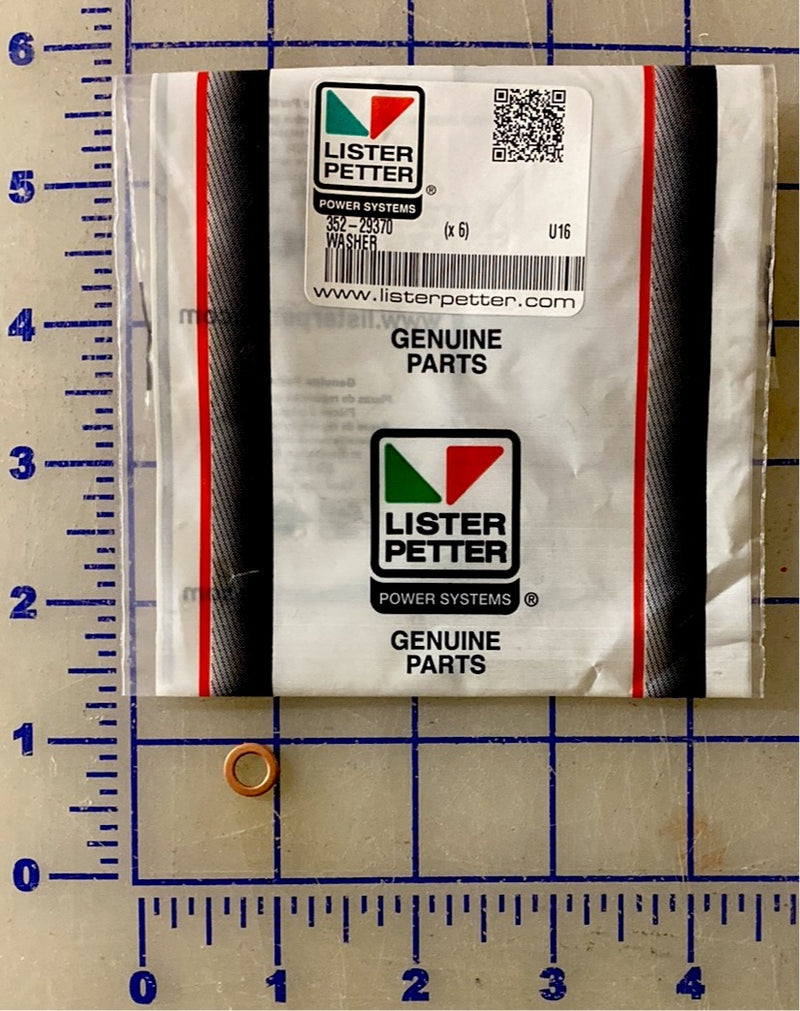 6
5
4
3
2
1
0
LISTER
PETTER
®
POWER SYSTEMS
352-29370 (x 6) U16
WASHER
www.listerpetter.com
GENUINE
PARTS
LISTER
PETTER
POWER SYSTEMS ®
GENUINE
PARTS
0 1 2 3 4